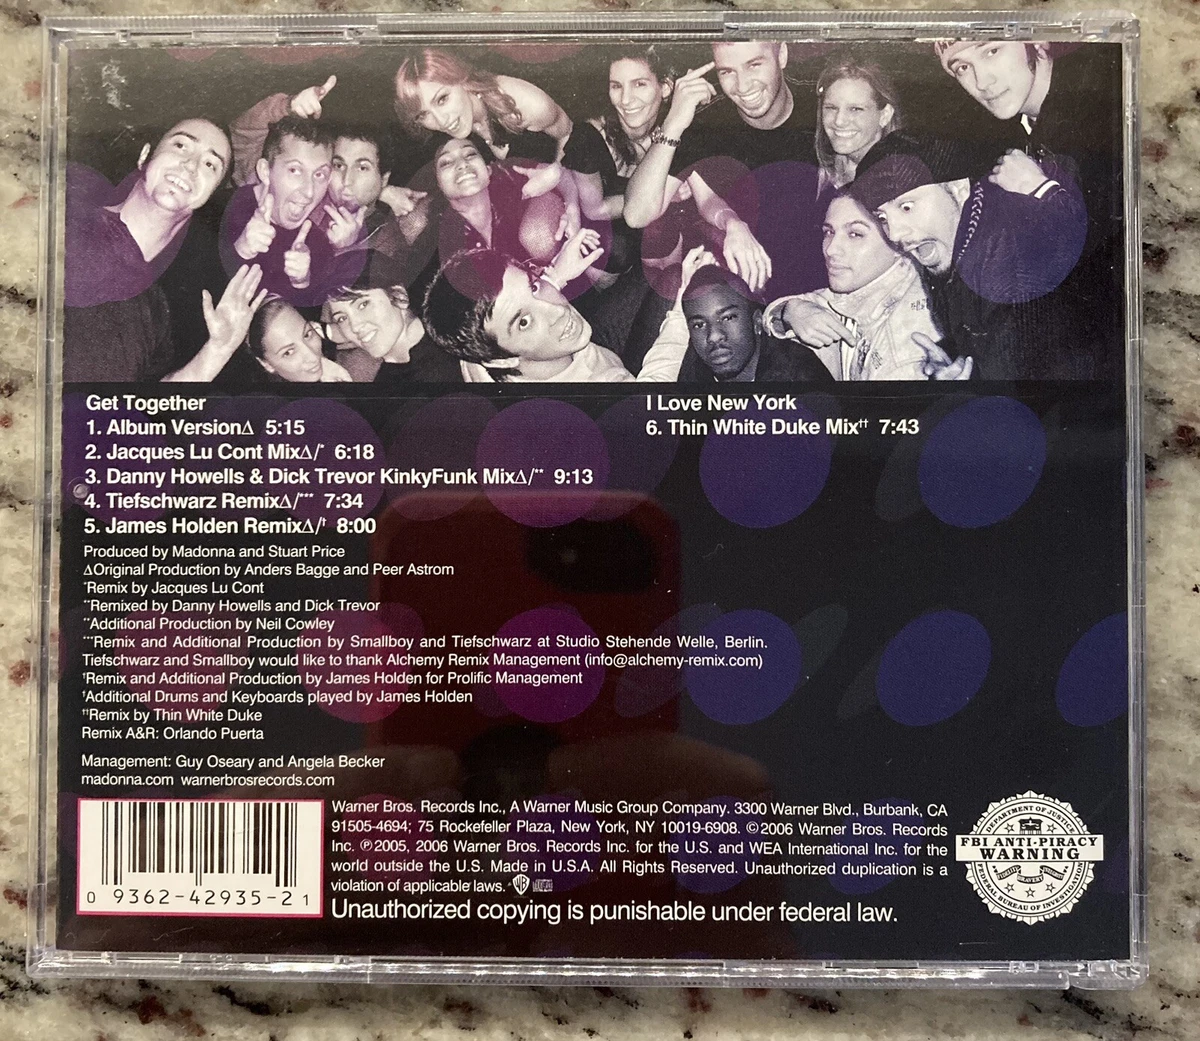 Get Together
1. Album VersionΔ 5:15
2. Jacques Lu Cont MixΔ/* 6:18
3. Danny Howells & Dick Trevor KinkyFunk MixΔ/** 9:13
4. Tiefschwarz RemixΔ/*** 7:34
5. James Holden RemixΔ/† 8:00
I Love New York
6. Thin White Duke Mix†† 7:43
Produced by Madonna and Stuart Price
ΔOriginal Production by Anders Bagge and Peer Astrom
*Remix by Jacques Lu Cont
**Remixed by Danny Howells and Dick Trevor
**Additional Production by Neil Cowley
***Remix and Additional Production by Smallboy and Tiefschwarz at Studio Stehende Welle, Berlin.
Tiefschwarz and Smallboy would like to thank Alchemy Remix Management (info@alchemy-remix.com)
†Remix and Additional Production by James Holden for Prolific Management
†Additional Drums and Keyboards played by James Holden
††Remix by Thin White Duke
Remix A&R: Orlando Puerta
Management: Guy Oseary and Angela Becker
madonna.com warnerbrosrecords.com
0 9362-42935-2 1
Warner Bros. Records Inc., A Warner Music Group Company. 3300 Warner Blvd., Burbank, CA
91505-4694; 75 Rockefeller Plaza, New York, NY 10019-6908. ©2006 Warner Bros. Records
Inc. ℗2005, 2006 Warner Bros. Records Inc. for the U.S. and WEA International Inc. for the
world outside the U.S. Made in U.S.A. All Rights Reserved. Unauthorized duplication is a
violation of applicable laws.
Unauthorized copying is punishable under federal law.
DEPARTMENT OF JUSTICE
FBI ANTI-PIRACY
WARNING
FEDERAL BUREAU OF INVESTIGATION